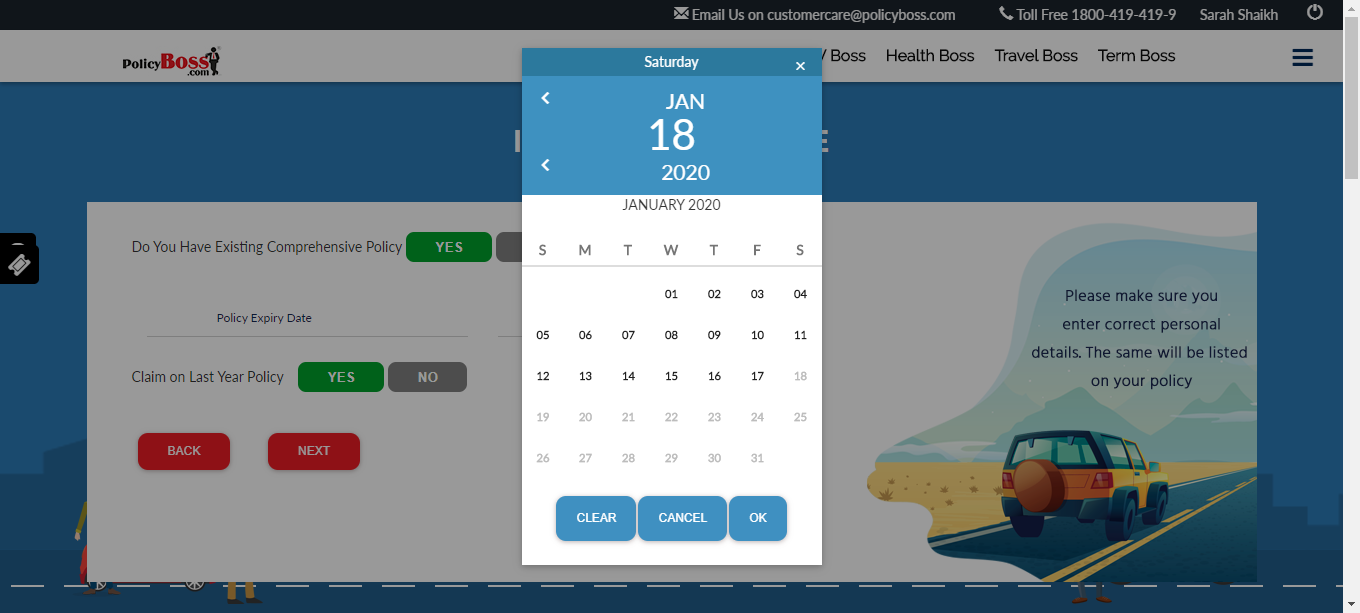 Email Us on customercare@policyboss.com Toll Free 1800-419-419-9 Sarah Shaikh
PolicyBoss
.com
Boss Health Boss Travel Boss Term Boss
Saturday ×
JAN
18
2020
JANUARY 2020
S M T W T F S
01 02 03 04
05 06 07 08 09 10 11
12 13 14 15 16 17 18
19 20 21 22 23 24 25
26 27 28 29 30 31
CLEAR CANCEL OK
Do You Have Existing Comprehensive Policy YES
Policy Expiry Date
Claim on Last Year Policy YES NO
BACK NEXT
Please make sure you
enter correct personal
details. The same will be listed
on your policy